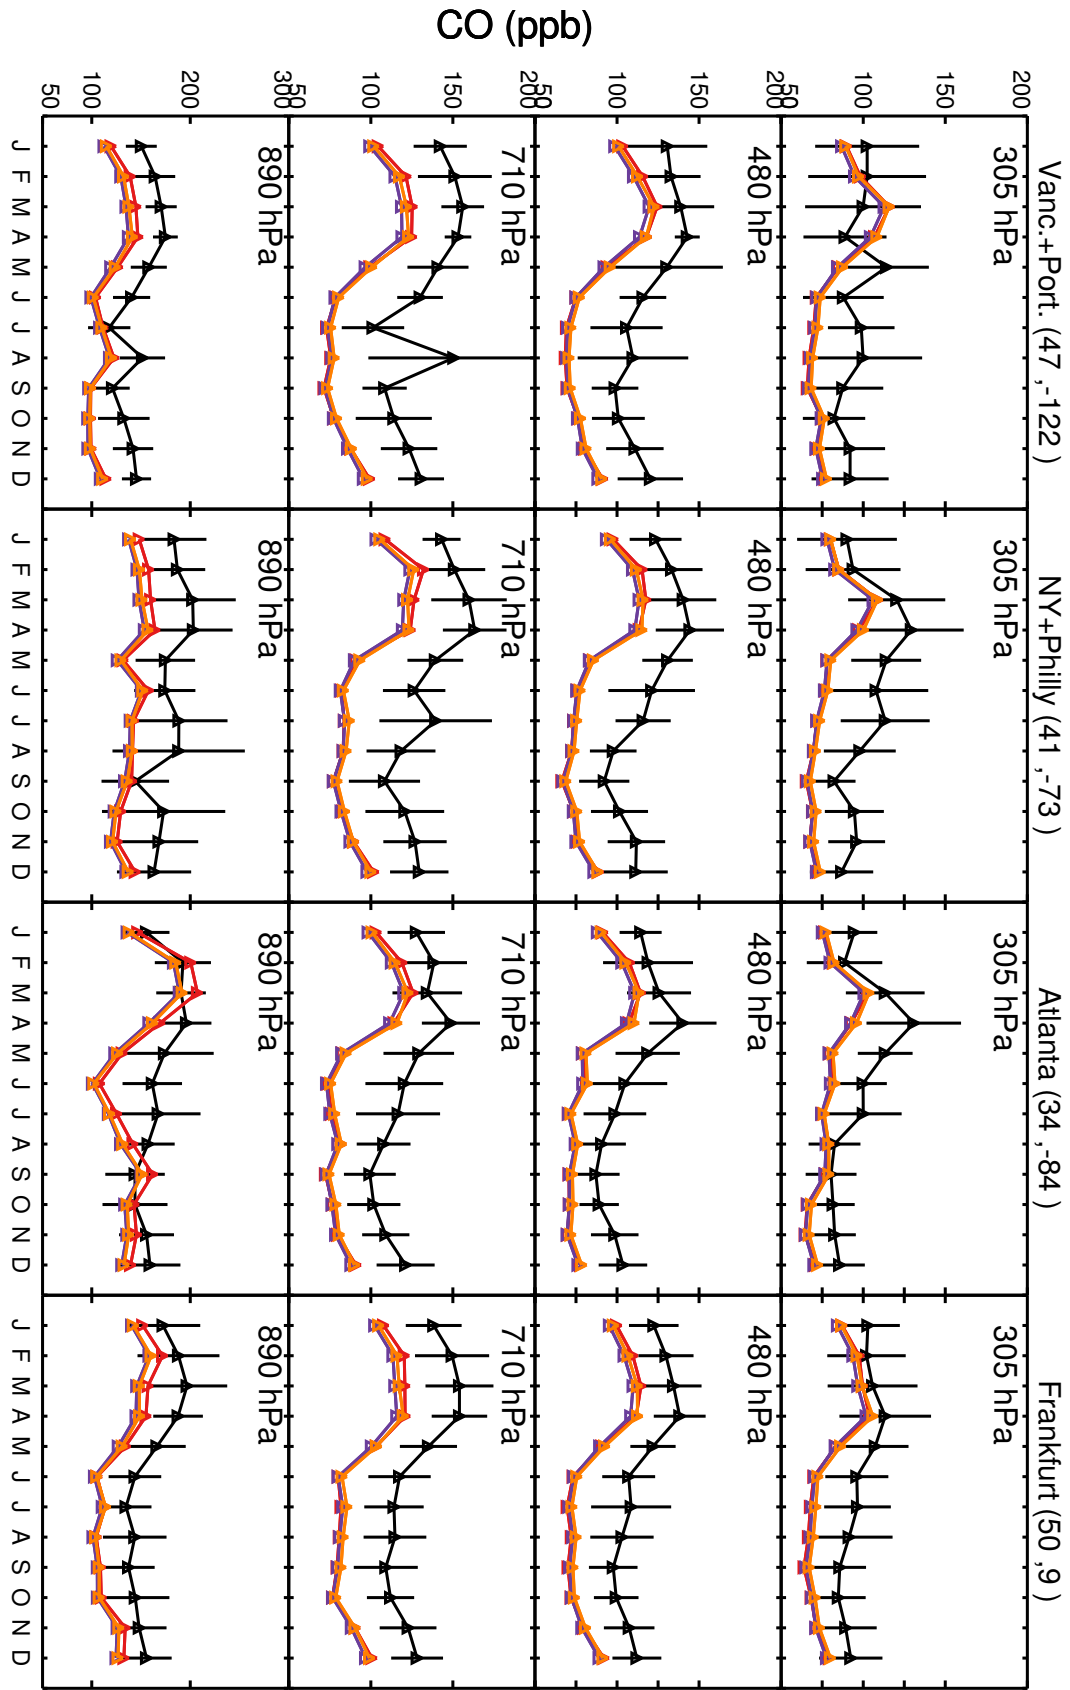 Vanc.+Port. (47 ,-122 )
NY+Philly (41 ,-73 )
Atlanta (34 ,-84 )
Frankfurt (50 ,9 )
CO (ppb)
200
150
100
50
305 hPa
305 hPa
305 hPa
305 hPa
200
150
100
50
480 hPa
480 hPa
480 hPa
480 hPa
200
150
100
50
710 hPa
710 hPa
710 hPa
710 hPa
300
200
100
50
890 hPa
890 hPa
890 hPa
890 hPa
J F M A M J J A S O N D
J F M A M J J A S O N D
J F M A M J J A S O N D
J F M A M J J A S O N D